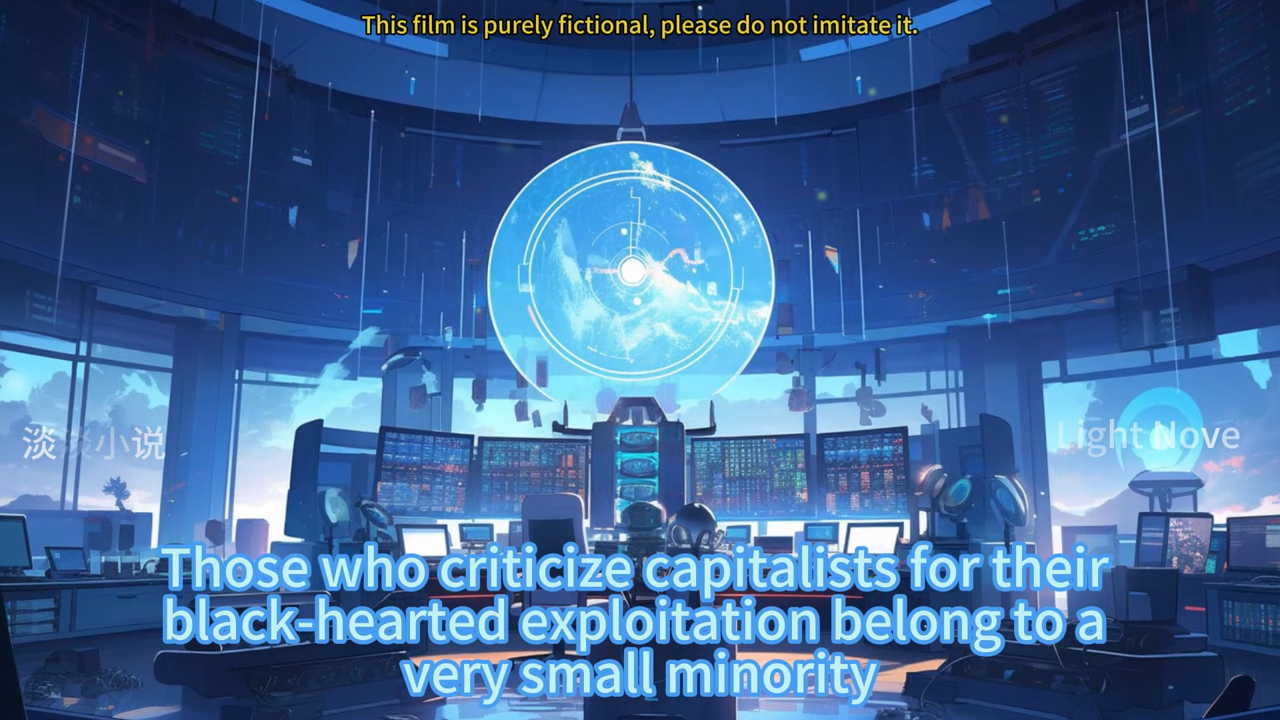 This film is purely fictional, please do not imitate it.
淡淡小说
Light Nove
Those who criticize capitalists for their
black-hearted exploitation belong to a
very small minority